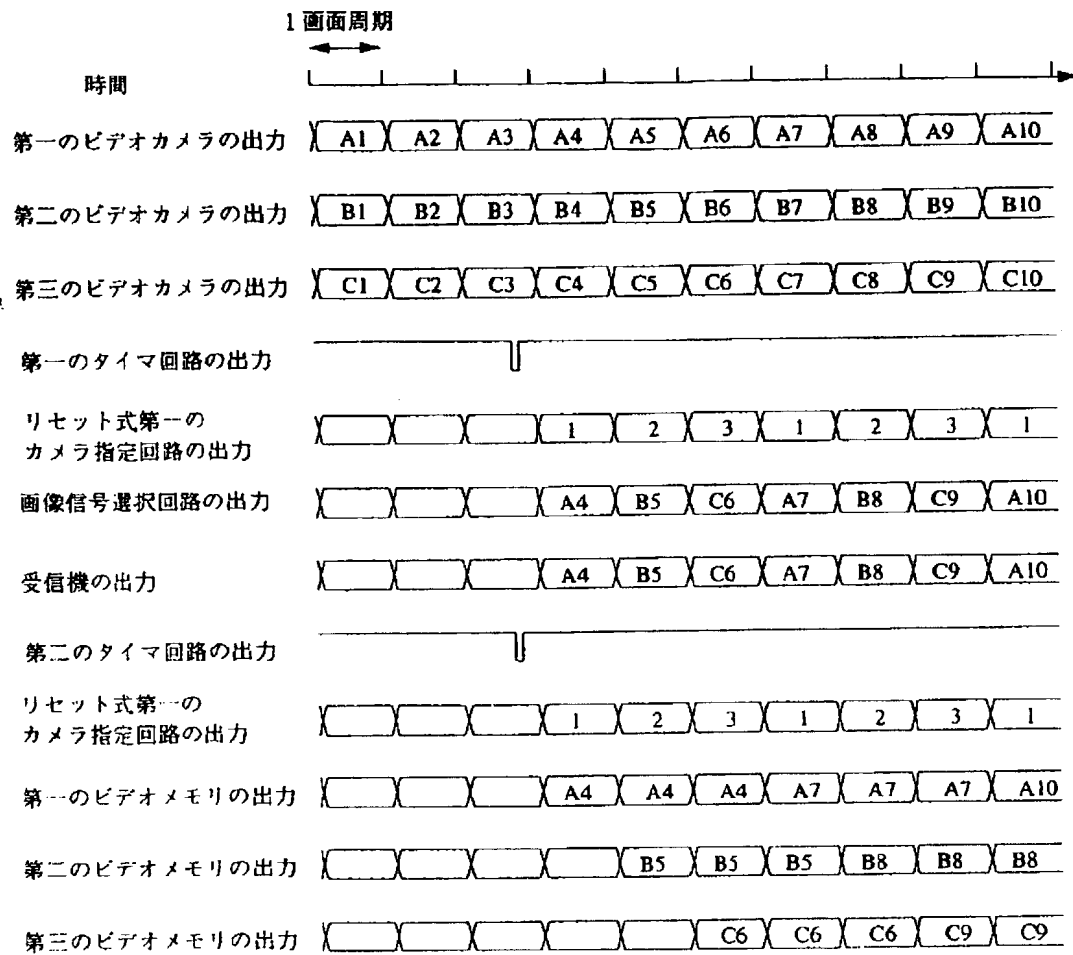 1画面周期
時間
第一のビデオカメラの出力 A1 A2 A3 A4 A5 A6 A7 A8 A9 A10
第二のビデオカメラの出力 B1 B2 B3 B4 B5 B6 B7 B8 B9 B10
第三のビデオカメラの出力 C1 C2 C3 C4 C5 C6 C7 C8 C9 C10
第一のタイマ回路の出力
リセット式第一の
カメラ指定回路の出力 1 2 3 1 2 3 1
画像信号選択回路の出力 A4 B5 C6 A7 B8 C9 A10
受信機の出力 A4 B5 C6 A7 B8 C9 A10
第二のタイマ回路の出力
リセット式第一の
カメラ指定回路の出力 1 2 3 1 2 3 1
第一のビデオメモリの出力 A4 A4 A4 A7 A7 A7 A10
第二のビデオメモリの出力 B5 B5 B5 B8 B8 B8
第三のビデオメモリの出力 C6 C6 C6 C9 C9